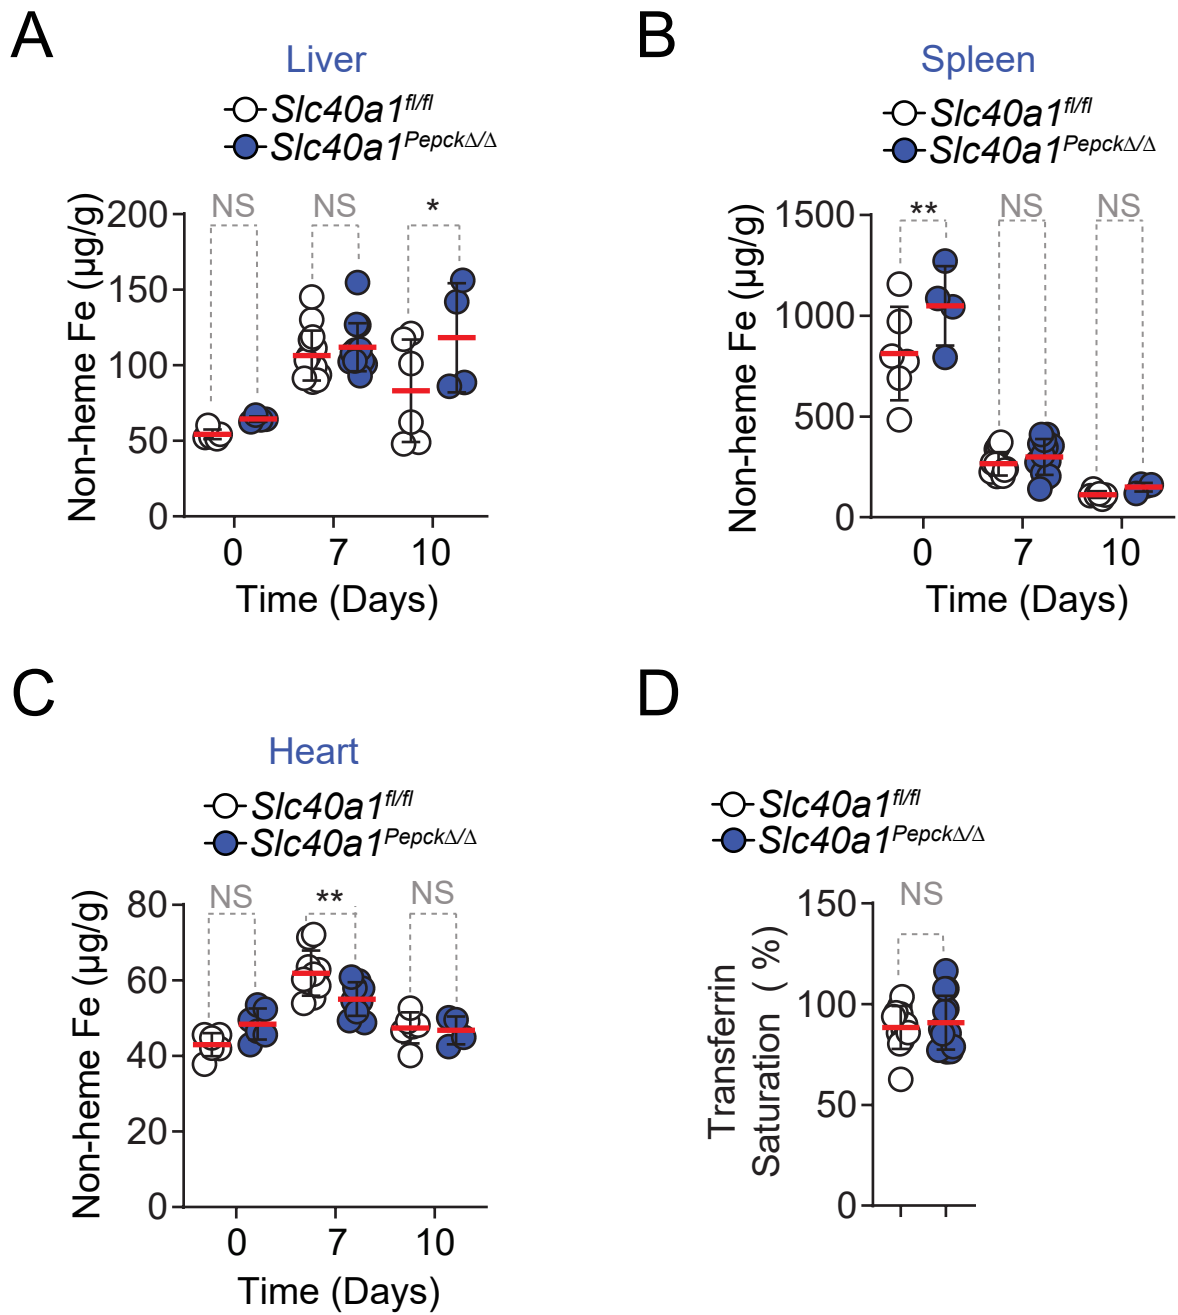 A
Liver
Slc40a1fl/fl
Slc40a1PepckΔ/Δ
Non-heme Fe (µg/g)
200
150
100
50
0
NS
NS
*
0 7 10
Time (Days)
B
Spleen
Slc40a1fl/fl
Slc40a1PepckΔ/Δ
Non-heme Fe (µg/g)
1500
1000
500
0
**
NS
NS
0 7 10
Time (Days)
C
Heart
Slc40a1fl/fl
Slc40a1PepckΔ/Δ
Non-heme Fe (µg/g)
80
60
40
20
0
NS
**
NS
0 7 10
Time (Days)
D
Slc40a1fl/fl
Slc40a1PepckΔ/Δ
Transferrin
Saturation ( %)
150
100
50
0
NS